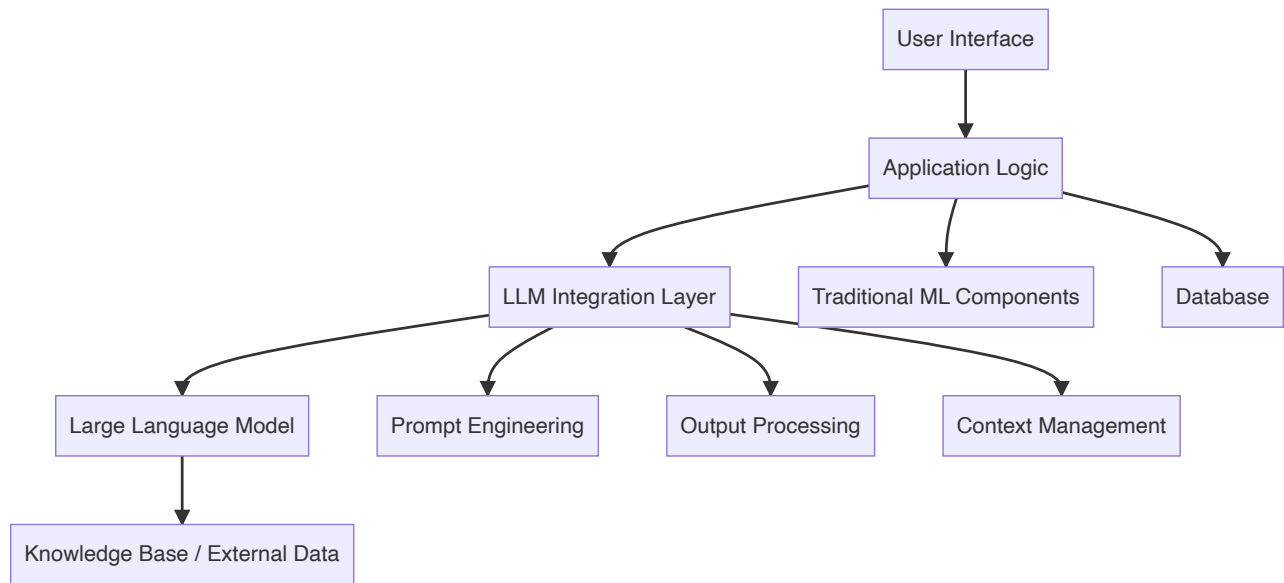 User Interface
Application Logic
LLM Integration Layer
Traditional ML Components
Database
Large Language Model
Prompt Engineering
Output Processing
Context Management
Knowledge Base / External Data